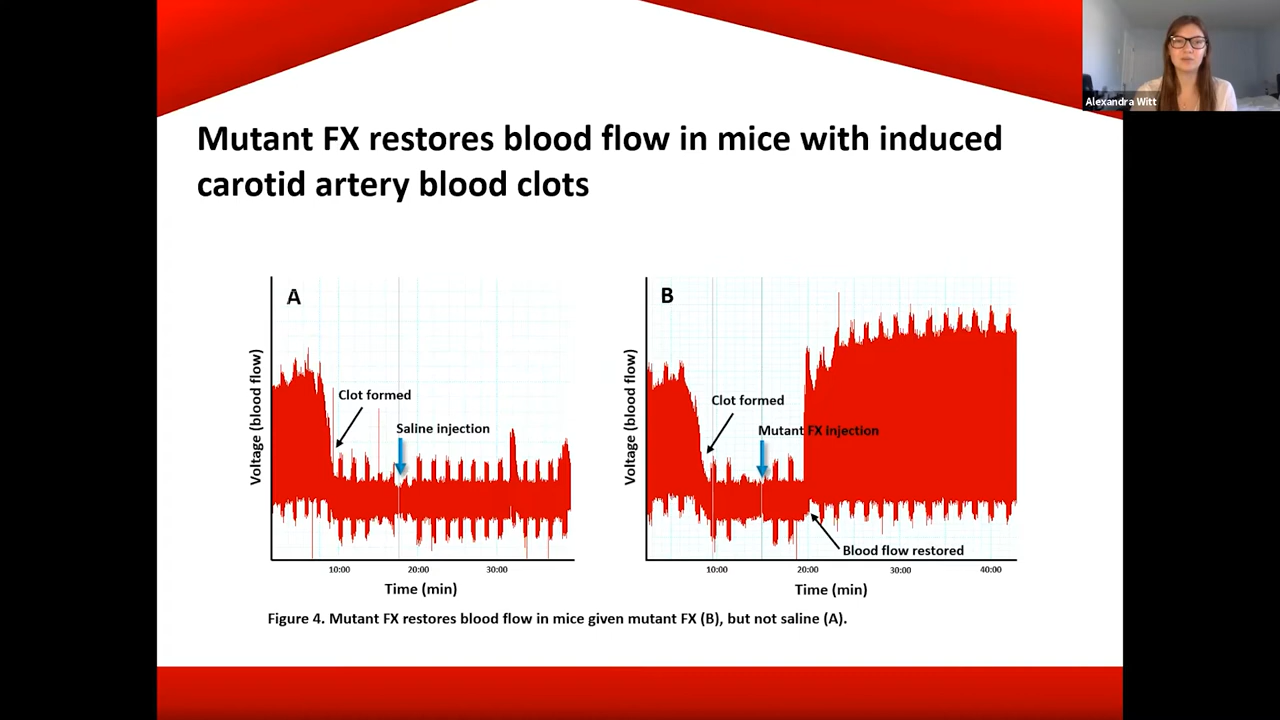 Alexandra Witt
Mutant FX restores blood flow in mice with induced
carotid artery blood clots
A
Voltage (blood flow)
Clot formed
Saline injection
10:00
20:00
30:00
Time (min)
B
Voltage (blood flow)
Clot formed
Mutant FX injection
Blood flow restored
10:00
20:00
30:00
40:00
Time (min)
Figure 4. Mutant FX restores blood flow in mice given mutant FX (B), but not saline (A).